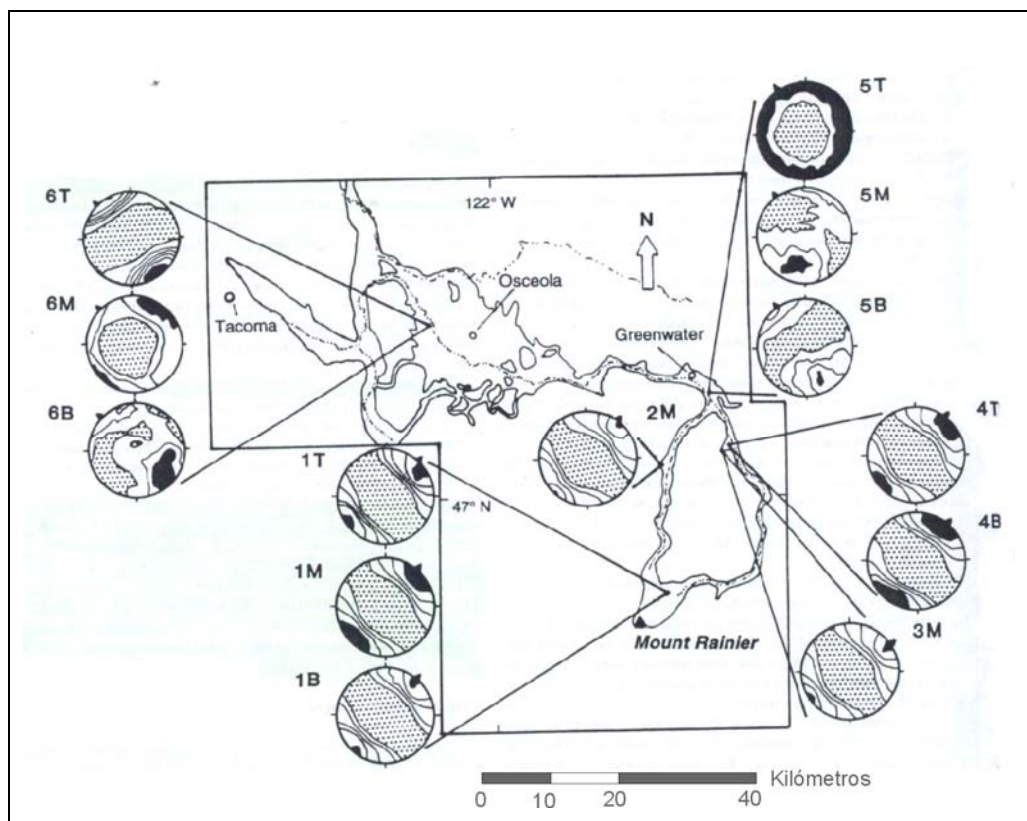 5T
6T
122° W
5M
N
6M
Osceola
5B
Tacoma
Greenwater
6B
2M
4T
1T
47° N
4B
1M
3M
Mount Rainier
1B
Kilómetros
0 10 20 40